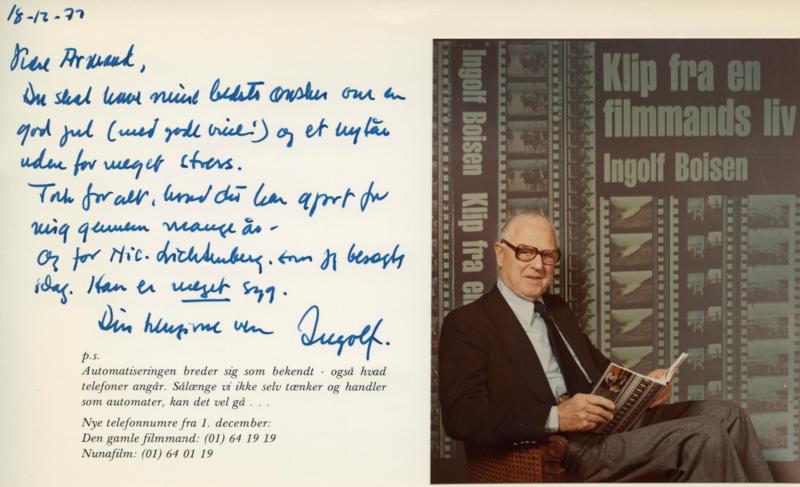 18-12-77
Kære Armand,
Du skal have mine bedste ønsker om en
god jul (med gode vine!) og et nytår
uden for meget stress.
Tak for alt, hvad du har gjort for
mig gennem mange år -
og for Nic. Lichtenberg. som jeg besøgte
idag. Han er meget syg.
Din hengivne ven Ingolf.
p.s.
Automatiseringen breder sig som bekendt - også hvad
telefoner angår. Sålænge vi ikke selv tænker og handler
som automater, kan det vel gå . . .
Nye telefonnumre fra 1. december:
Den gamle filmmand: (01) 64 19 19
Nunafilm: (01) 64 01 19
Ingolf Boisen Klip fra e
Klip fra en
filmmands liv
Ingolf Boisen